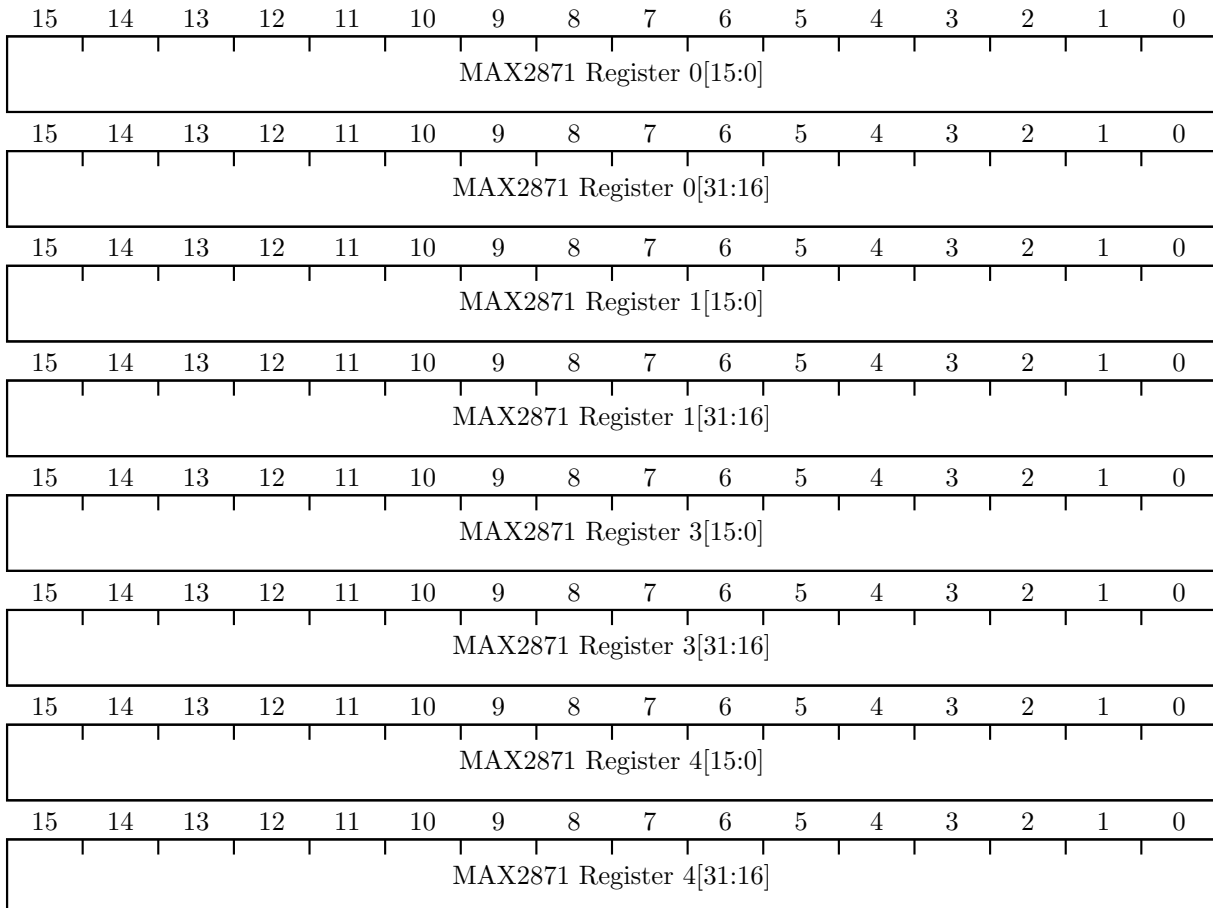 15 14 13 12 11 10 9 8 7 6 5 4 3 2 1 0
MAX2871 Register 0[15:0]
15 14 13 12 11 10 9 8 7 6 5 4 3 2 1 0
MAX2871 Register 0[31:16]
15 14 13 12 11 10 9 8 7 6 5 4 3 2 1 0
MAX2871 Register 1[15:0]
15 14 13 12 11 10 9 8 7 6 5 4 3 2 1 0
MAX2871 Register 1[31:16]
15 14 13 12 11 10 9 8 7 6 5 4 3 2 1 0
MAX2871 Register 3[15:0]
15 14 13 12 11 10 9 8 7 6 5 4 3 2 1 0
MAX2871 Register 3[31:16]
15 14 13 12 11 10 9 8 7 6 5 4 3 2 1 0
MAX2871 Register 4[15:0]
15 14 13 12 11 10 9 8 7 6 5 4 3 2 1 0
MAX2871 Register 4[31:16]